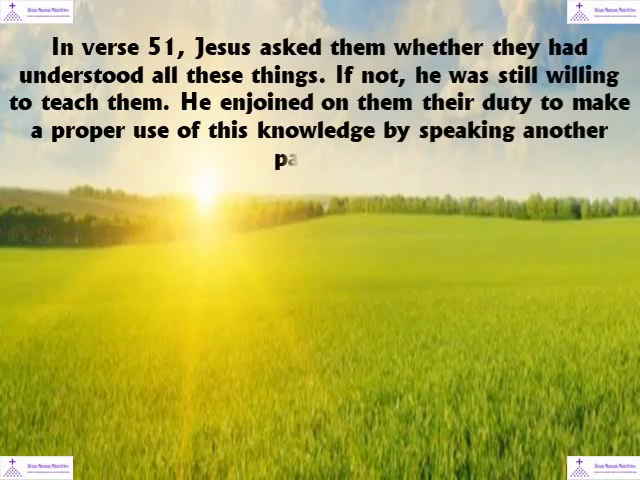 In verse 51, Jesus asked them whether they had
understood all these things. If not, he was still willing
to teach them. He enjoined on them their duty to make
a proper use of this knowledge by speaking another
pa